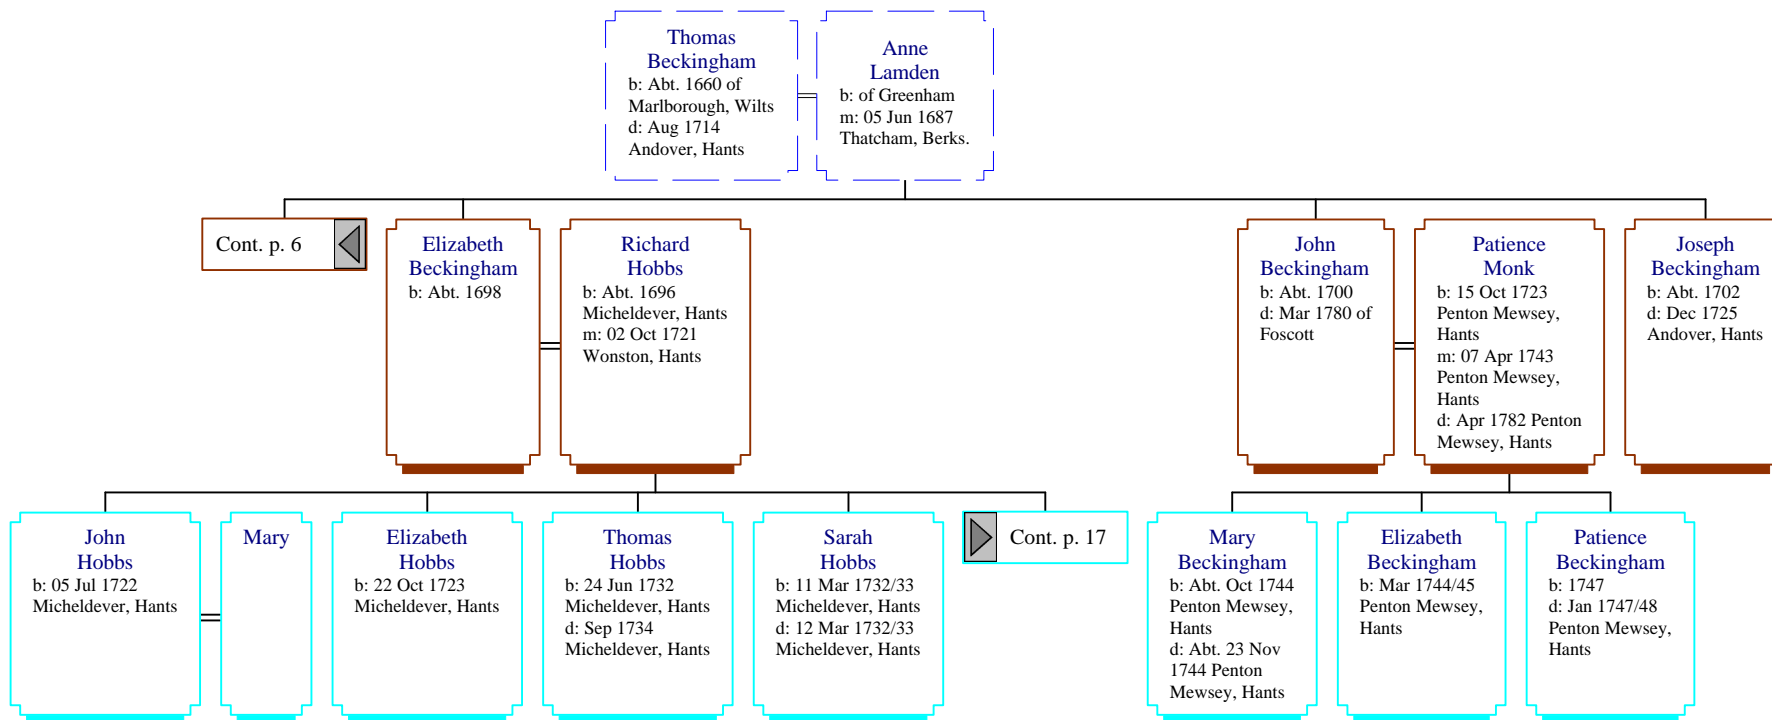 Thomas
Beckingham
b: Abt. 1660 of
Marlborough, Wilts
d: Aug 1714
Andover, Hants
Anne
Lamden
b: of Greenham
m: 05 Jun 1687
Thatcham, Berks.
Cont. p. 6
Elizabeth
Beckingham
b: Abt. 1698
Richard
Hobbs
b: Abt. 1696
Micheldever, Hants
m: 02 Oct 1721
Wonston, Hants
John
Beckingham
b: Abt. 1700
d: Mar 1780 of
Foscott
Patience
Monk
b: 15 Oct 1723
Penton Mewsey,
Hants
m: 07 Apr 1743
Penton Mewsey,
Hants
d: Apr 1782 Penton
Mewsey, Hants
Joseph
Beckingham
b: Abt. 1702
d: Dec 1725
Andover, Hants
John
Hobbs
b: 05 Jul 1722
Micheldever, Hants
Mary
Elizabeth
Hobbs
b: 22 Oct 1723
Micheldever, Hants
Thomas
Hobbs
b: 24 Jun 1732
Micheldever, Hants
d: Sep 1734
Micheldever, Hants
Sarah
Hobbs
b: 11 Mar 1732/33
Micheldever, Hants
d: 12 Mar 1732/33
Micheldever, Hants
Cont. p. 17
Mary
Beckingham
b: Abt. Oct 1744
Penton Mewsey,
Hants
d: Abt. 23 Nov
1744 Penton
Mewsey, Hants
Elizabeth
Beckingham
b: Mar 1744/45
Penton Mewsey,
Hants
Patience
Beckingham
b: 1747
d: Jan 1747/48
Penton Mewsey,
Hants